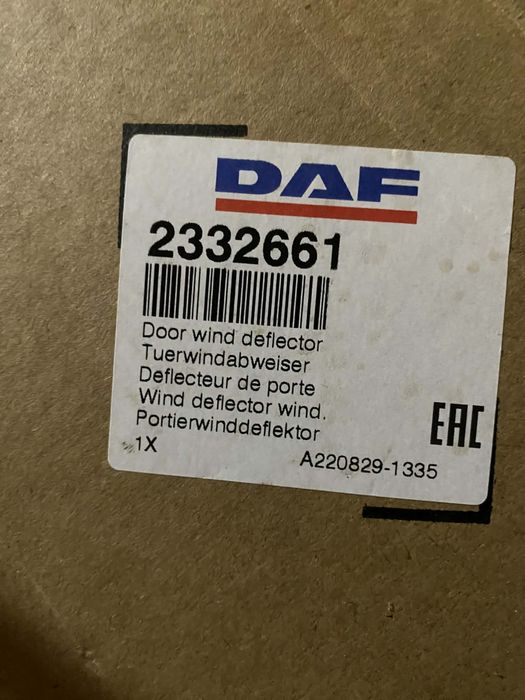 DAF
2332661
Door wind deflector
Tuerwindabweiser
Deflecteur de porte
Wind deflector wind.
Portierwinddeflektor
1X
A220829-1335
EAC